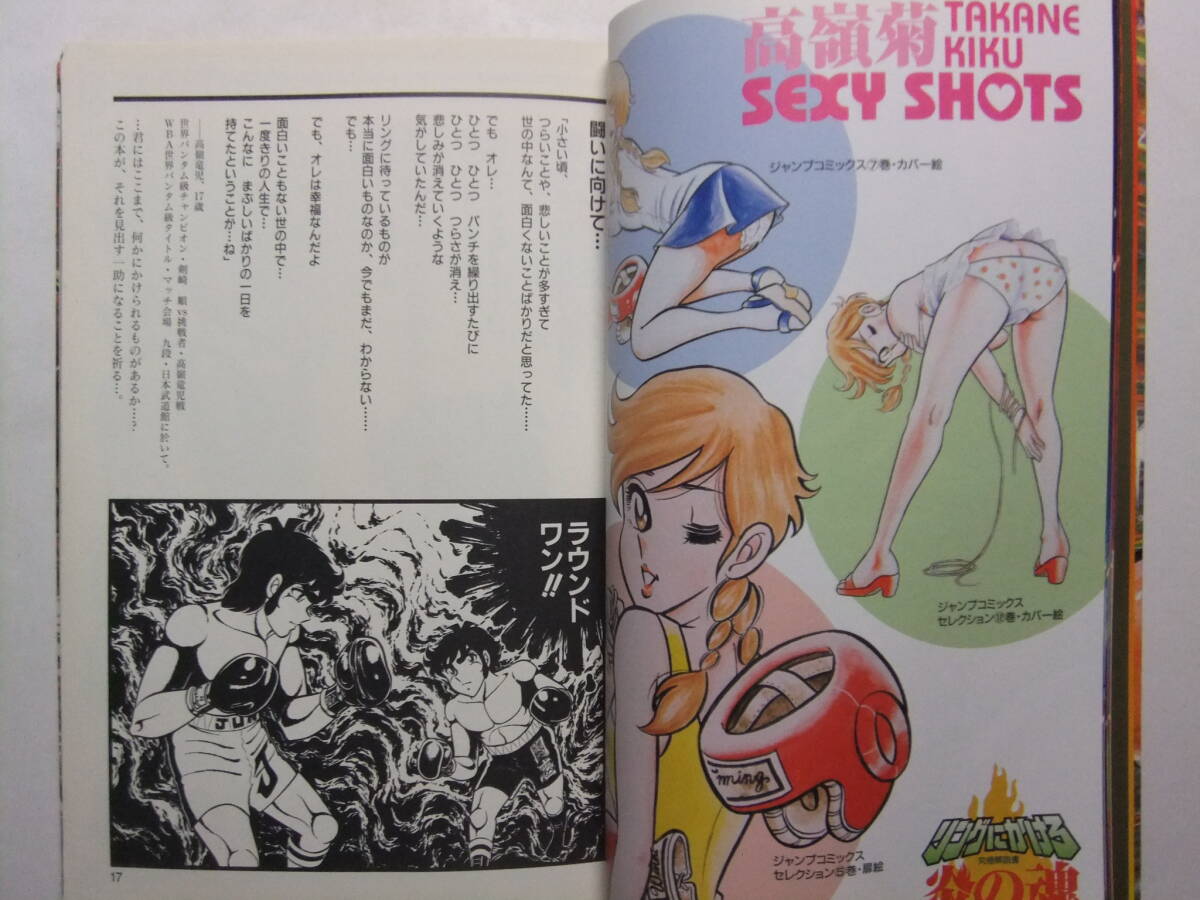 闘いに向けて…
「小さい頃、
つらいことや、悲しいことが多すぎて
世の中なんて、面白くないことばかりだと思ってた……
でも オレ…
ひとつ ひとつ パンチを繰り出すたびに
ひとつ ひとつ つらさが消え…
悲しみが消えていくような
気がしていたんだ…
リングに待っているものが
本当に面白いものなのか、今でもまだ、わからない……
でも…
でも、オレは幸福なんだよ
面白いこともない世の中で…
一度きりの人生で…
こんなに まぶしいばかりの一日を
持てたということが…ね」
──高嶺竜児、17歳
世界バンタム級チャンピオン・剣崎 順vs挑戦者・高嶺竜児戦
WBA世界バンタム級タイトル・マッチ会場 九段・日本武道館に於いて。
…君にはここまで、何かにかけられるものがあるか……?
この本が、それを見出す一助になることを祈る…。
ラウンド
ワン!!
JUN
J
17
高嶺菊
TAKANE
KIKU
SEXY SHOTS
ジャンプコミックス⑦巻・カバー絵
ジャンプコミックス
セレクション⑫巻・カバー絵
ming
ジャンプコミックス
セレクション5巻・扉絵
リングにかけろ
究極解説書
炎の魂